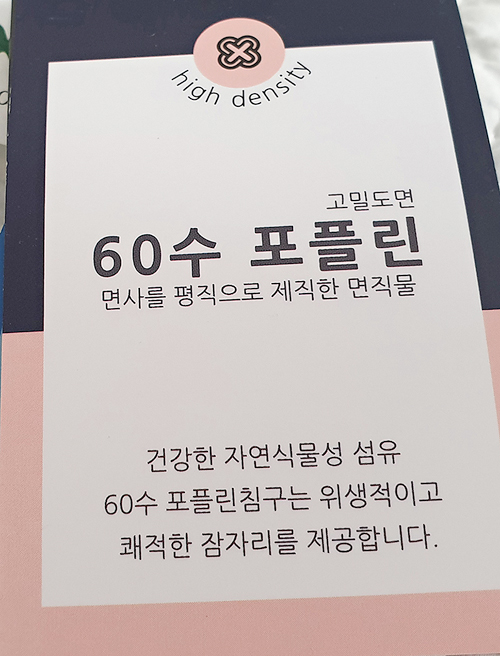 high density
고밀도면
60수 포플린
면사를 평직으로 제직한 면직물
건강한 자연식물성 섬유
60수 포플린침구는 위생적이고
쾌적한 잠자리를 제공합니다.